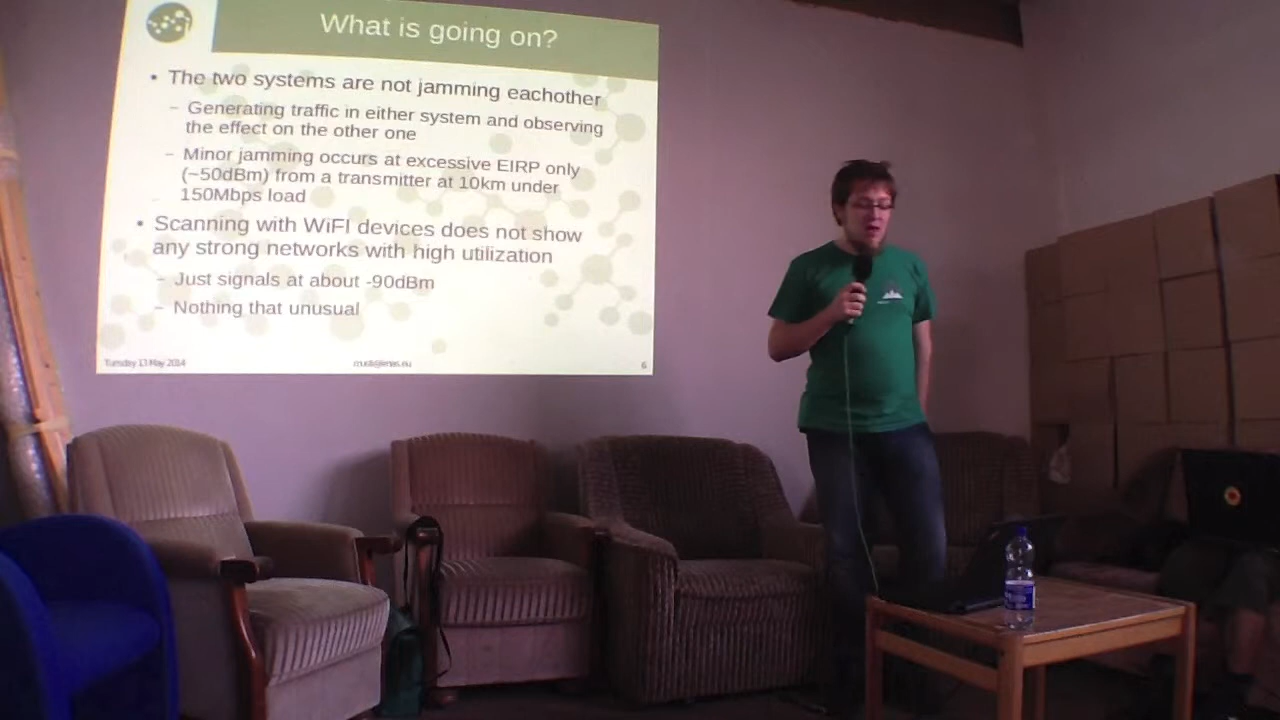 What is going on?
• The two systems are not jamming eachother
– Generating traffic in either system and observing
the effect on the other one
– Minor jamming occurs at excessive EIRP only
(~50dBm) from a transmitter at 10km under
150Mbps load
• Scanning with WiFI devices does not show
any strong networks with high utilization
– Just signals at about -90dBm
– Nothing that unusual
Tuesday 13 May 2014
6